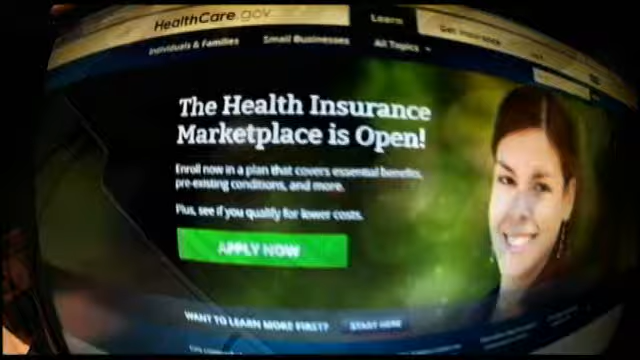 HealthCare.gov
Learn
Get Insurance
Individuals & Families
Small Businesses
All Topics
The Health Insurance
Marketplace is Open!
Enroll now in a plan that covers essential benefits,
pre-existing conditions, and more.
Plus, see if you qualify for lower costs.
APPLY NOW
WANT TO LEARN MORE FIRST?
START HERE